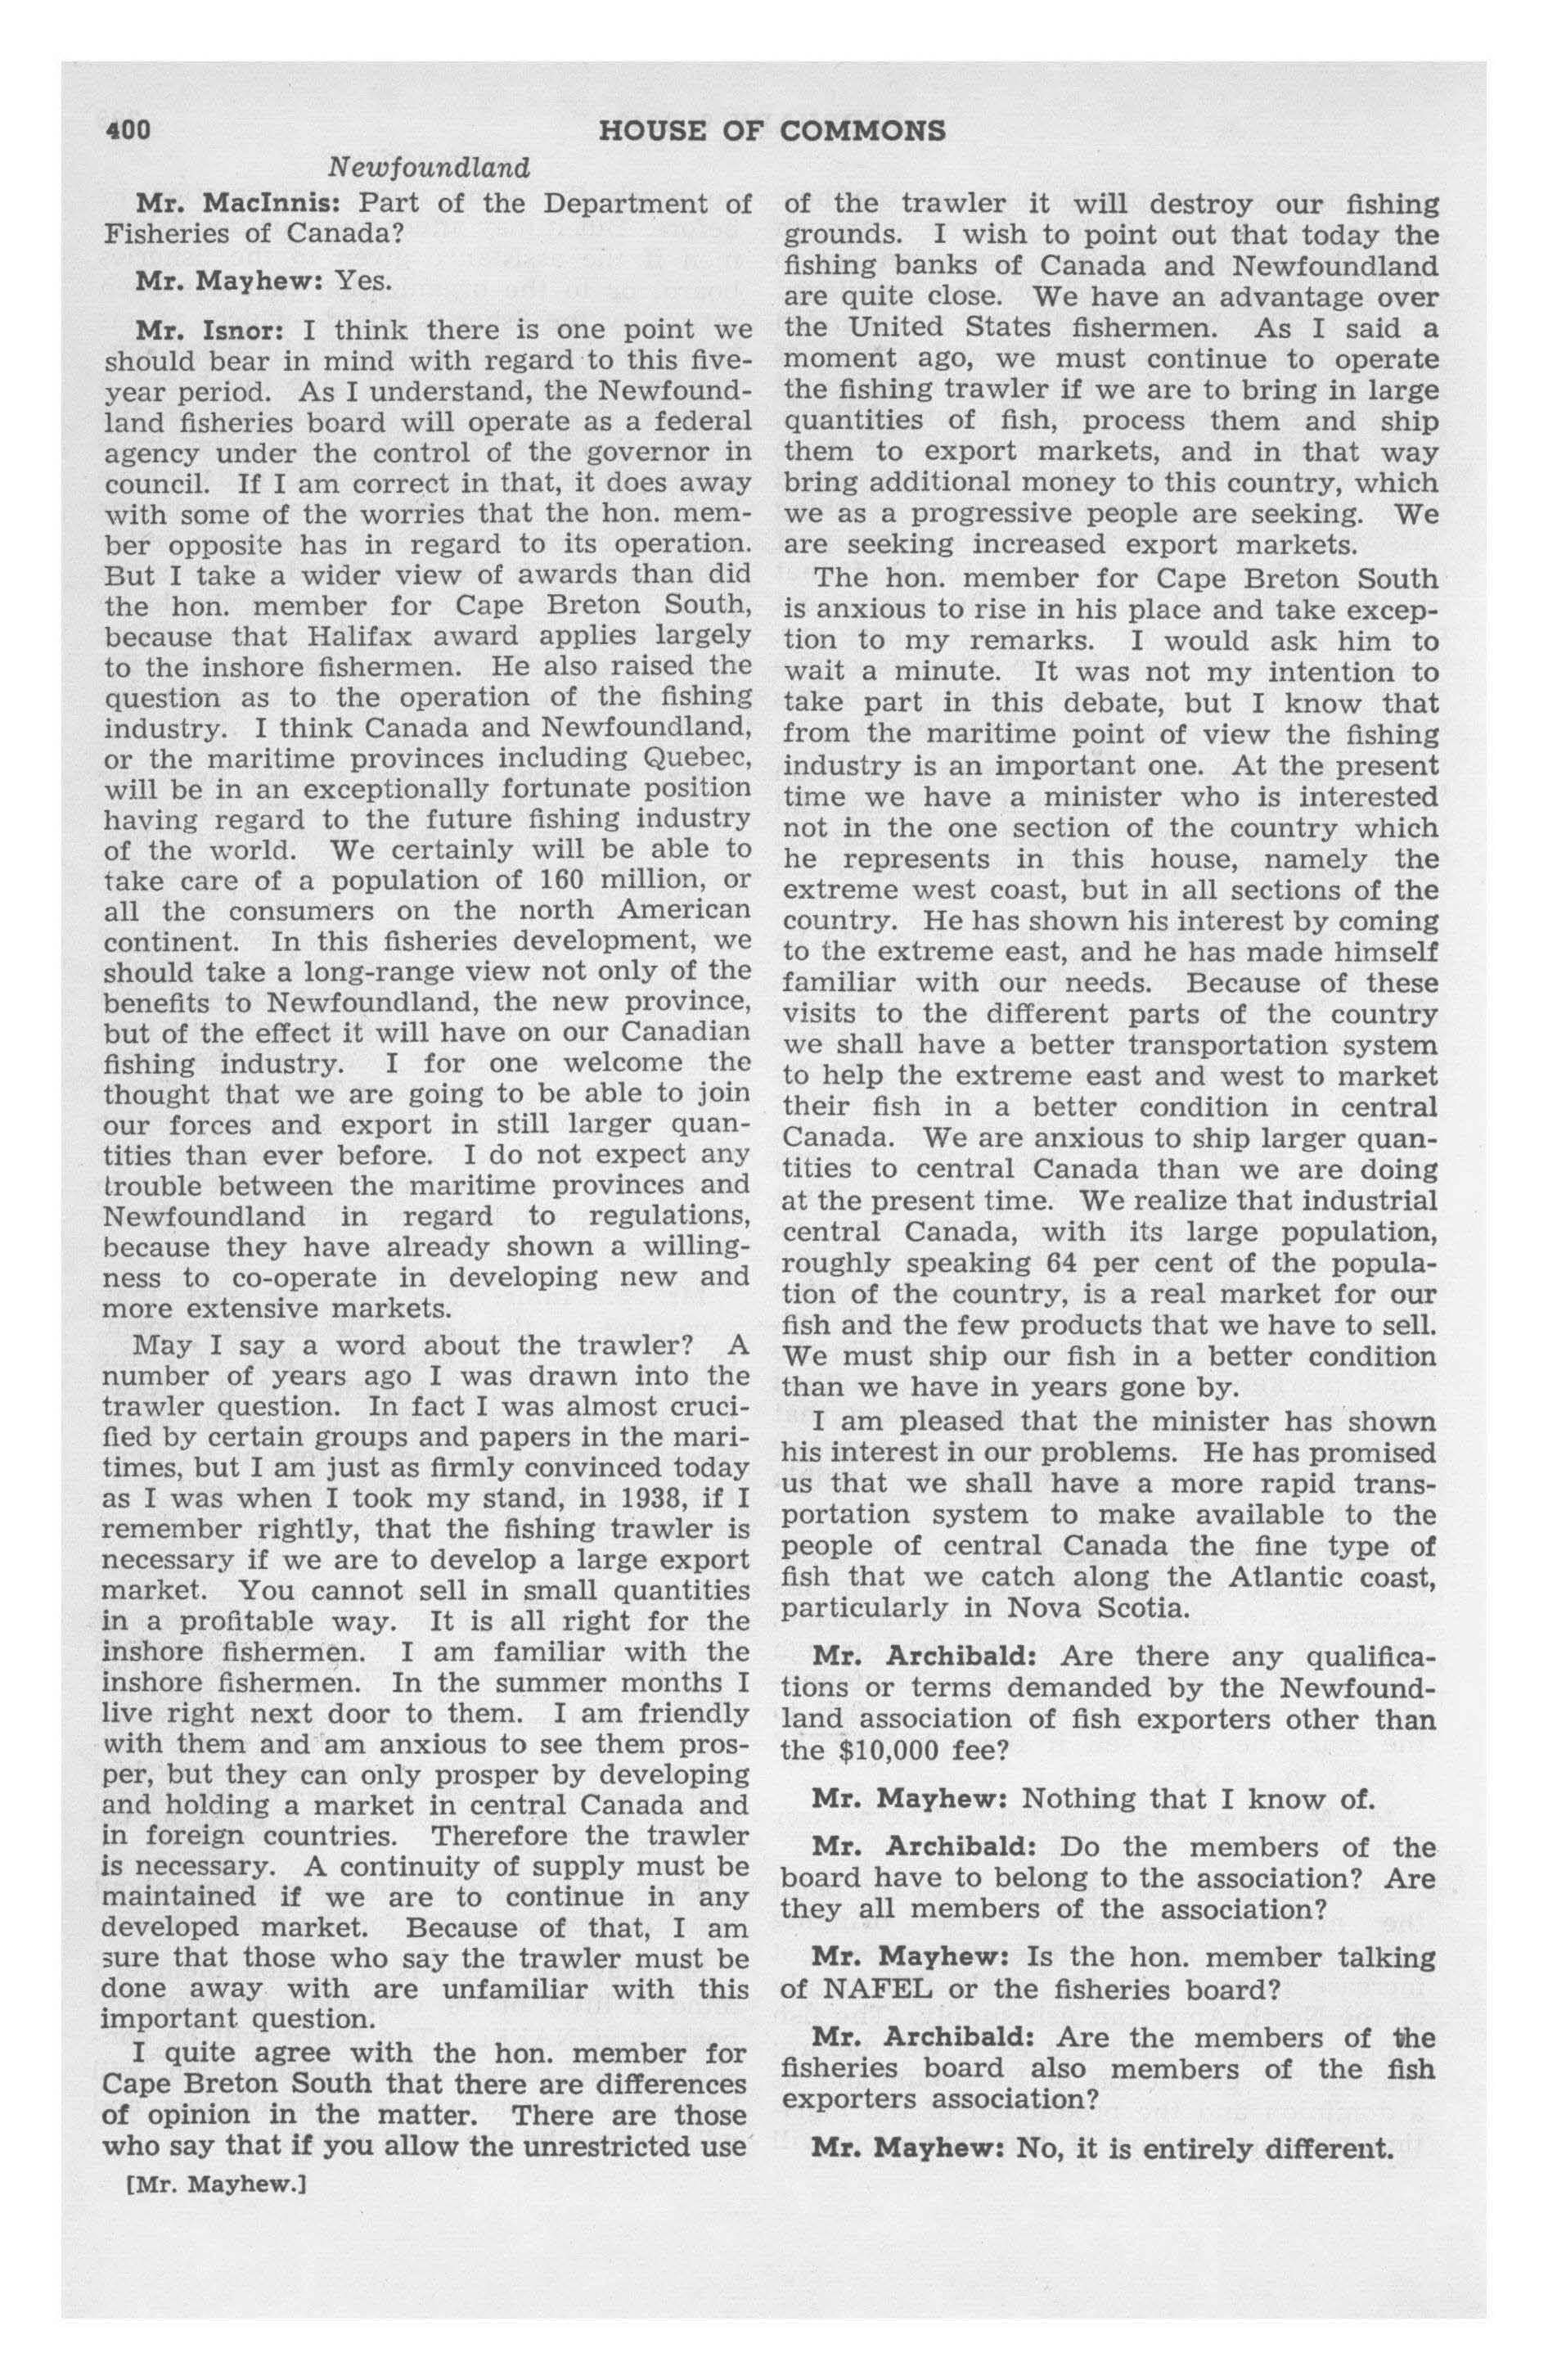 400
HOUSE OF COMMONS
Newfoundland
Mr. MacInnis: Part of the Department of
Fisheries of Canada?
Mr. Mayhew: Yes.
Mr. Isnor: I think there is one point we
should bear in mind with regard to this five-
year period. As I understand, the Newfound-
land fisheries board will operate as a federal
agency under the control of the governor in
council. If I am correct in that, it does away
with some of the worries that the hon. mem-
ber opposite has in regard to its operation.
But I take a wider view of awards than did
the hon. member for Cape Breton South,
because that Halifax award applies largely
to the inshore fishermen. He also raised the
question as to the operation of the fishing
industry. I think Canada and Newfoundland,
or the maritime provinces including Quebec,
will be in an exceptionally fortunate position
having regard to the future fishing industry
of the world. We certainly will be able to
take care of a population of 160 million, or
all the consumers on the north American
continent. In this fisheries development, we
should take a long-range view not only of the
benefits to Newfoundland, the new province,
but of the effect it will have on our Canadian
fishing industry. I for one welcome the
thought that we are going to be able to join
our forces and export in still larger quan-
tities than ever before. I do not expect any
trouble between the maritime provinces and
Newfoundland in regard to regulations,
because they have already shown a willing-
ness to co-operate in developing new and
more extensive markets.
May I say a word about the trawler? A
number of years ago I was drawn into the
trawler question. In fact I was almost cruci-
fied by certain groups and papers in the mari-
times, but I am just as firmly convinced today
as I was when I took my stand, in 1938, if I
remember rightly, that the fishing trawler is
necessary if we are to develop a large export
market. You cannot sell in small quantities
in a profitable way. It is all right for the
inshore fishermen. I am familiar with the
inshore fishermen. In the summer months I
live right next door to them. I am friendly
with them and am anxious to see them pros-
per, but they can only prosper by developing
and holding a market in central Canada and
in foreign countries. Therefore the trawler
is necessary. A continuity of supply must be
maintained if we are to continue in any
developed market. Because of that, I am
sure that those who say the trawler must be
done away with are unfamiliar with this
important question.
I quite agree with the hon. member for
Cape Breton South that there are differences
of opinion in the matter. There are those
who say that if you allow the unrestricted use
[Mr. Mayhew.]
of the trawler it will destroy our fishing
grounds. I wish to point out that today the
fishing banks of Canada and Newfoundland
are quite close. We have an advantage over
the United States fishermen. As I said a
moment ago, we must continue to operate
the fishing trawler if we are to bring in large
quantities of fish, process them and ship
them to export markets, and in that way
bring additional money to this country, which
we as a progressive people are seeking. We
are seeking increased export markets.
The hon. member for Cape Breton South
is anxious to rise in his place and take excep-
tion to my remarks. I would ask him to
wait a minute. It was not my intention to
take part in this debate, but I know that
from the maritime point of view the fishing
industry is an important one. At the present
time we have a minister who is interested
not in the one section of the country which
he represents in this house, namely the
extreme west coast, but in all sections of the
country. He has shown his interest by coming
to the extreme east, and he has made himself
familiar with our needs. Because of these
visits to the different parts of the country
we shall have a better transportation system
to help the extreme east and west to market
their fish in a better condition in central
Canada. We are anxious to ship larger quan-
tities to central Canada than we are doing
at the present time. We realize that industrial
central Canada, with its large population,
roughly speaking 64 per cent of the popula-
tion of the country, is a real market for our
fish and the few products that we have to sell.
We must ship our fish in a better condition
than we have in years gone by.
I am pleased that the minister has shown
his interest in our problems. He has promised
us that we shall have a more rapid trans-
portation system to make available to the
people of central Canada the fine type of
fish that we catch along the Atlantic coast,
particularly in Nova Scotia.
Mr. Archibald: Are there any qualifica-
tions or terms demanded by the Newfound-
land association of fish exporters other than
the $10,000 fee?
Mr. Mayhew: Nothing that I know of.
Mr. Archibald: Do the members of the
board have to belong to the association? Are
they all members of the association?
Mr. Mayhew: Is the hon. member talking
of NAFEL or the fisheries board?
Mr. Archibald: Are the members of the
fisheries board also members of the fish
exporters association?
Mr. Mayhew: No, it is entirely different.